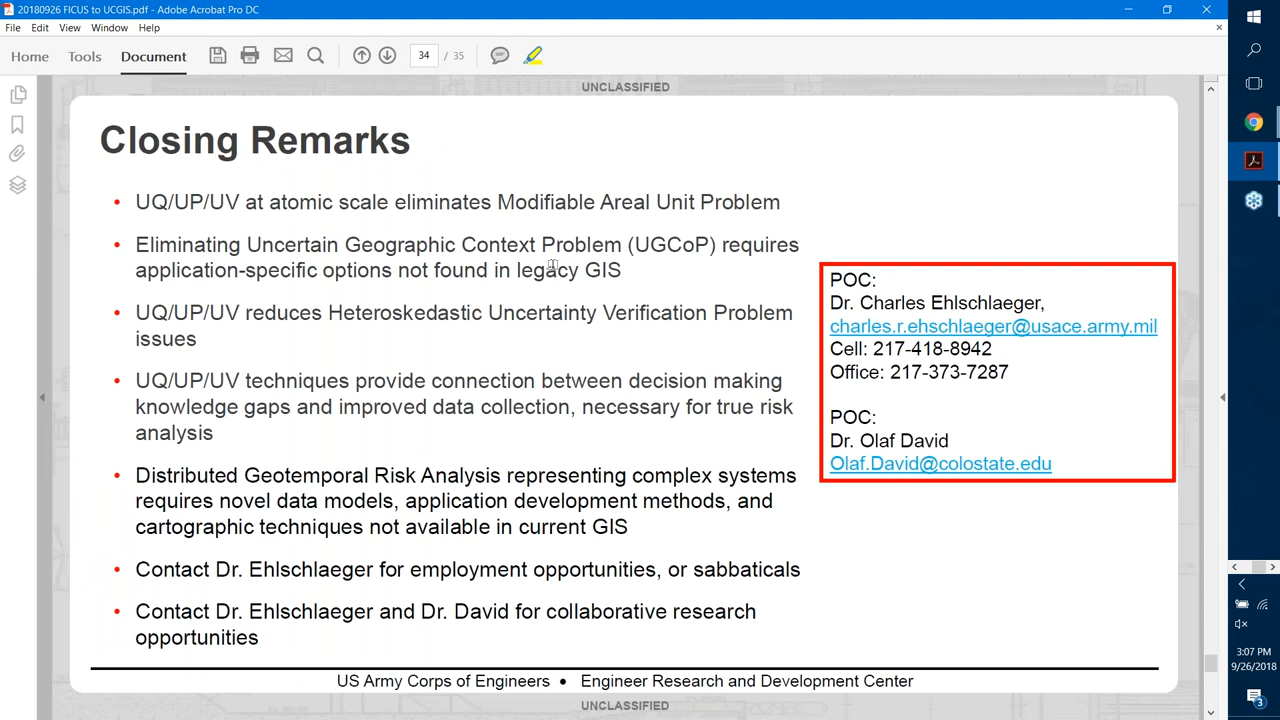 20180926 FICUS to UCGIS.pdf - Adobe Acrobat Pro DC
File Edit View Window Help
Home Tools Document 34 / 35
UNCLASSIFIED
Closing Remarks
• UQ/UP/UV at atomic scale eliminates Modifiable Areal Unit Problem
• Eliminating Uncertain Geographic Context Problem (UGCoP) requires
application-specific options not found in legacy GIS
• UQ/UP/UV reduces Heteroskedastic Uncertainty Verification Problem
issues
• UQ/UP/UV techniques provide connection between decision making
knowledge gaps and improved data collection, necessary for true risk
analysis
• Distributed Geotemporal Risk Analysis representing complex systems
requires novel data models, application development methods, and
cartographic techniques not available in current GIS
• Contact Dr. Ehlschlaeger for employment opportunities, or sabbaticals
• Contact Dr. Ehlschlaeger and Dr. David for collaborative research
opportunities
POC:
Dr. Charles Ehlschlaeger,
charles.r.ehschlaeger@usace.army.mil
Cell: 217-418-8942
Office: 217-373-7287
POC:
Dr. Olaf David
Olaf.David@colostate.edu
US Army Corps of Engineers • Engineer Research and Development Center
UNCLASSIFIED
3:07 PM
9/26/2018
3